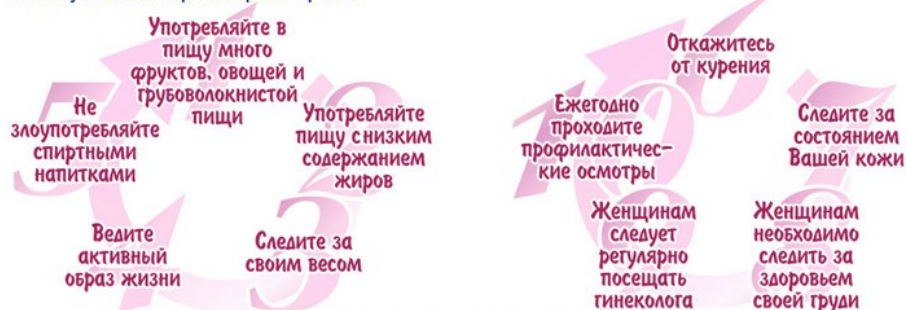 Употребляйте в
пищу много
фруктов, овощей и
грубоволокнистой
пищи
Употребляйте
пищу с низким
содержанием
жиров
Следите за
своим весом
Ведите
активный
образ жизни
Не
злоупотребляйте
спиртными
напитками
Откажитесь
от курения
Следите за
состоянием
Вашей кожи
Женщинам
необходимо
следить за
здоровьем
своей груди
Женщинам
следует
регулярно
посещать
гинеколога
Ежегодно
проходите
профилактичес-
кие осмотры